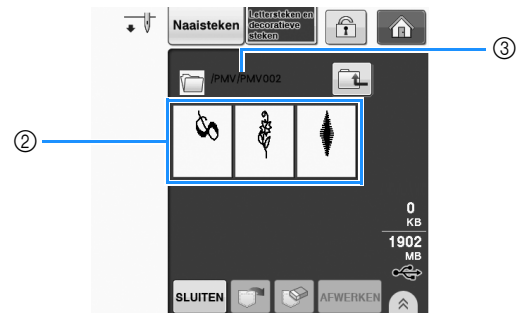 Naaisteken
Lettersteken en
decoratieve
steken
③
/PMV/PMV002
②
0
KB
1902
MB
SLUITEN
AFWERKEN